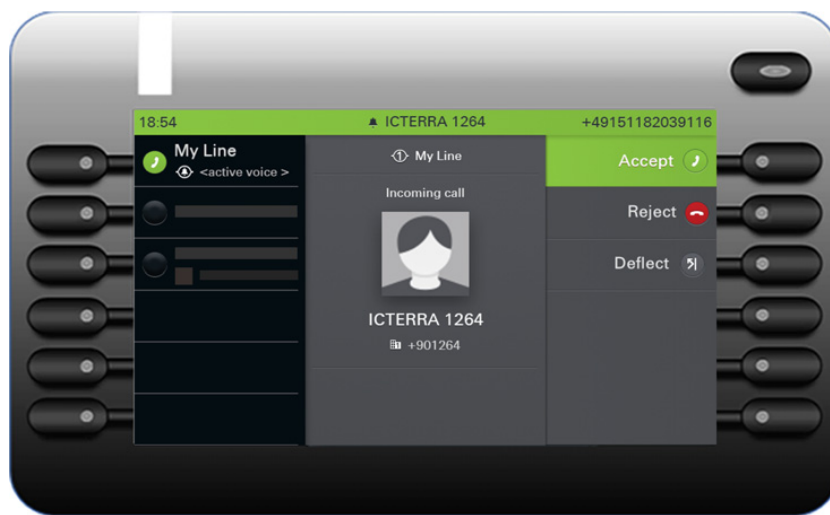 18:54
ICTERRA 1264
+49151182039116
My Line
<active voice >
1 My Line
Incoming call
ICTERRA 1264
+901264
Accept
Reject
Deflect